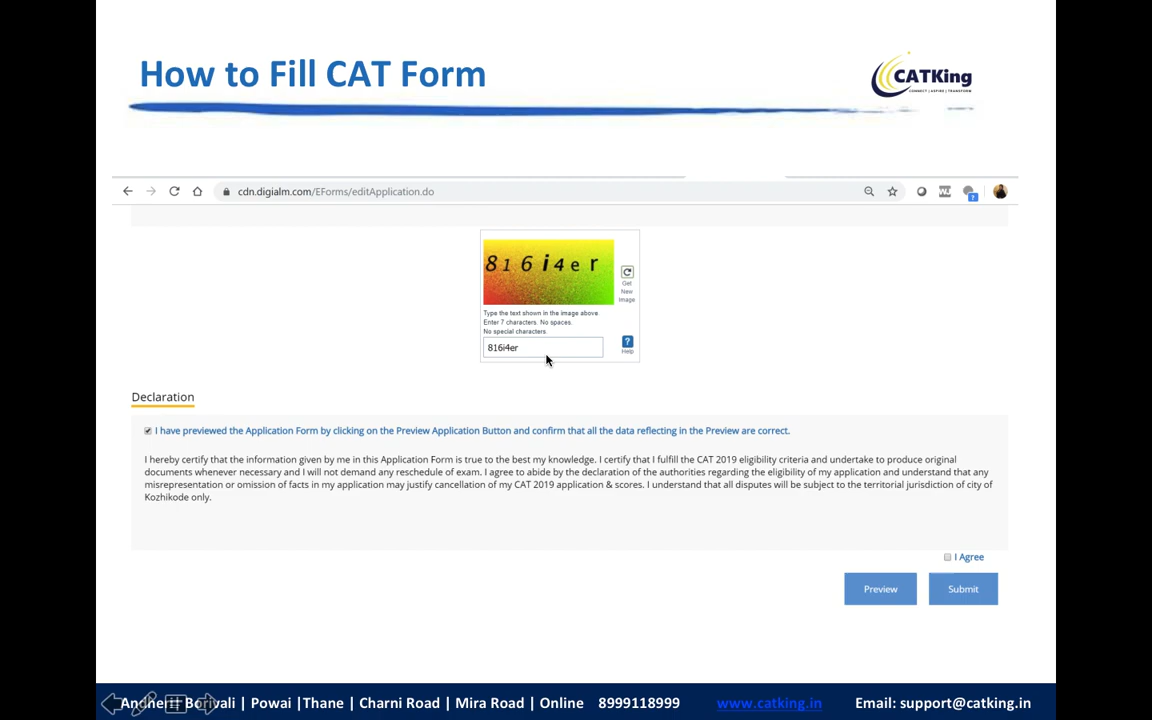 How to Fill CAT Form
CATKing
CONNECT | ASPIRE | TRANSFORM
cdn.digialm.com/EForms/editApplication.do
816i4er
Get
New
Image
Type the text shown in the image above.
Enter 7 characters. No spaces.
No special characters.
816i4er
?
Help
Declaration
I have previewed the Application Form by clicking on the Preview Application Button and confirm that all the data reflecting in the Preview are correct.
I hereby certify that the information given by me in this Application Form is true to the best my knowledge. I certify that I fulfill the CAT 2019 eligibility criteria and undertake to produce original
documents whenever necessary and I will not demand any reschedule of exam. I agree to abide by the declaration of the authorities regarding the eligibility of my application and understand that any
misrepresentation or omission of facts in my application may justify cancellation of my CAT 2019 application & scores. I understand that all disputes will be subject to the territorial jurisdiction of city of
Kozhikode only.
I Agree
Preview Submit
Andheri Borivali | Powai |Thane | Charni Road | Mira Road | Online 8999118999 www.catking.in Email: support@catking.in